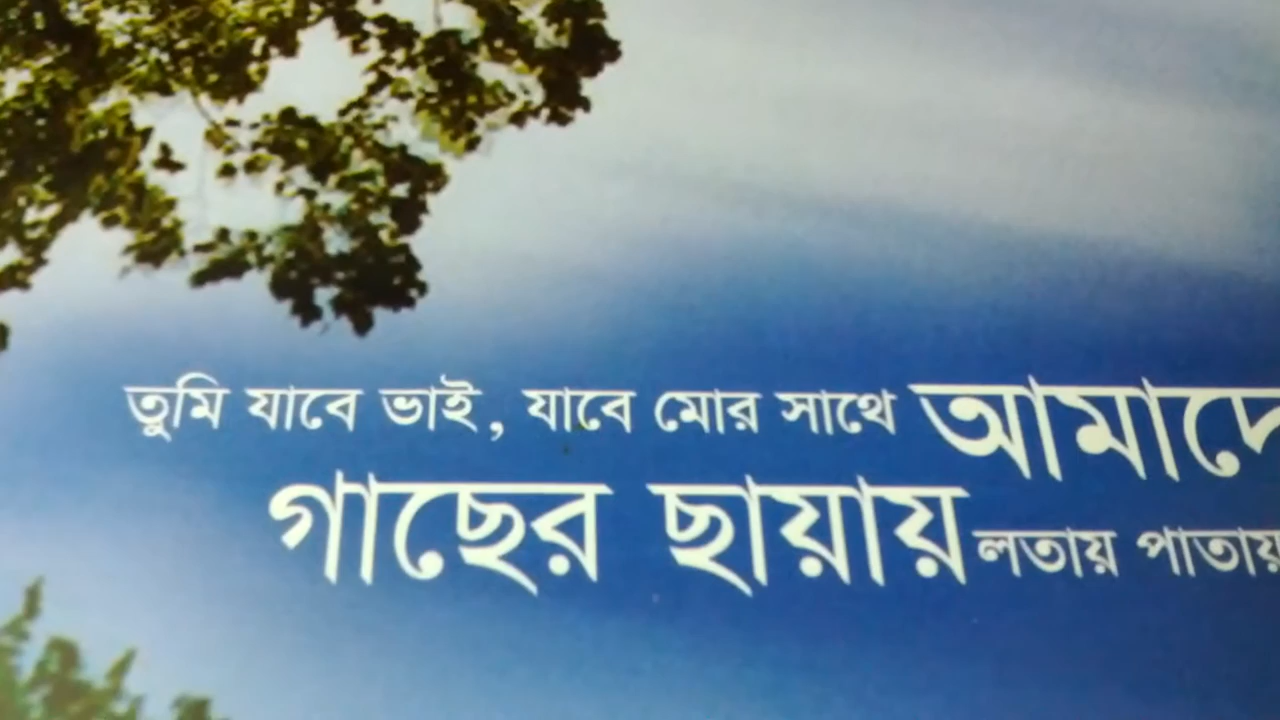 তুমি যাবে ভাই, যাবে মোর সাথে আমাদে
গাছের ছায়ায় লতায় পাতায়